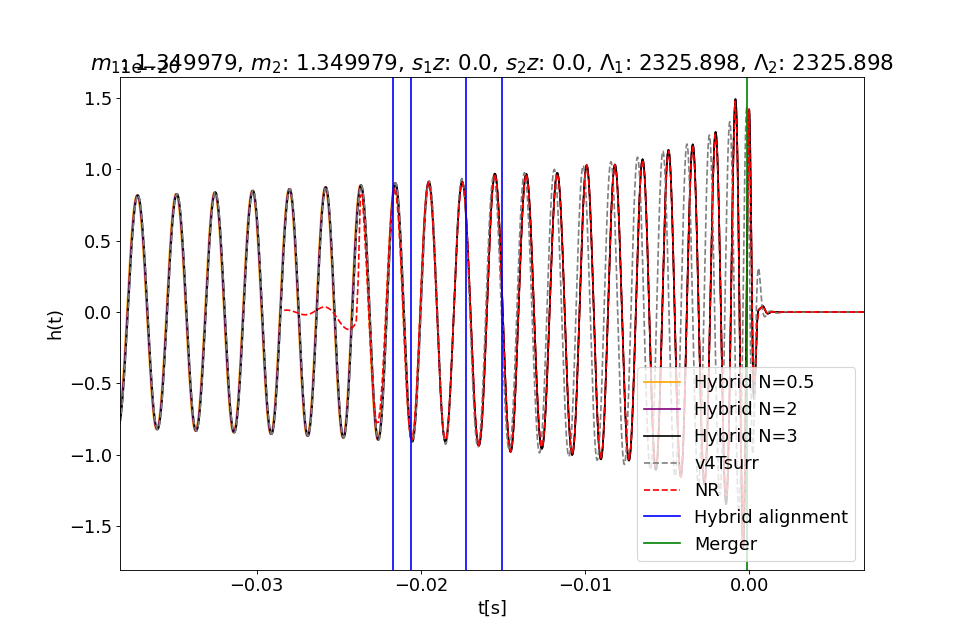 m₁: 1.349979, m₂: 1.349979, s₁z: 0.0, s₂z: 0.0, Λ₁: 2325.898, Λ₂: 2325.898
1.5
1.0
0.5
0.0
−0.5
−1.0
−1.5
h(t)
Hybrid N=0.5
Hybrid N=2
Hybrid N=3
v4Tsurr
NR
Hybrid alignment
Merger
−0.03
−0.02
−0.01
0.00
t[s]